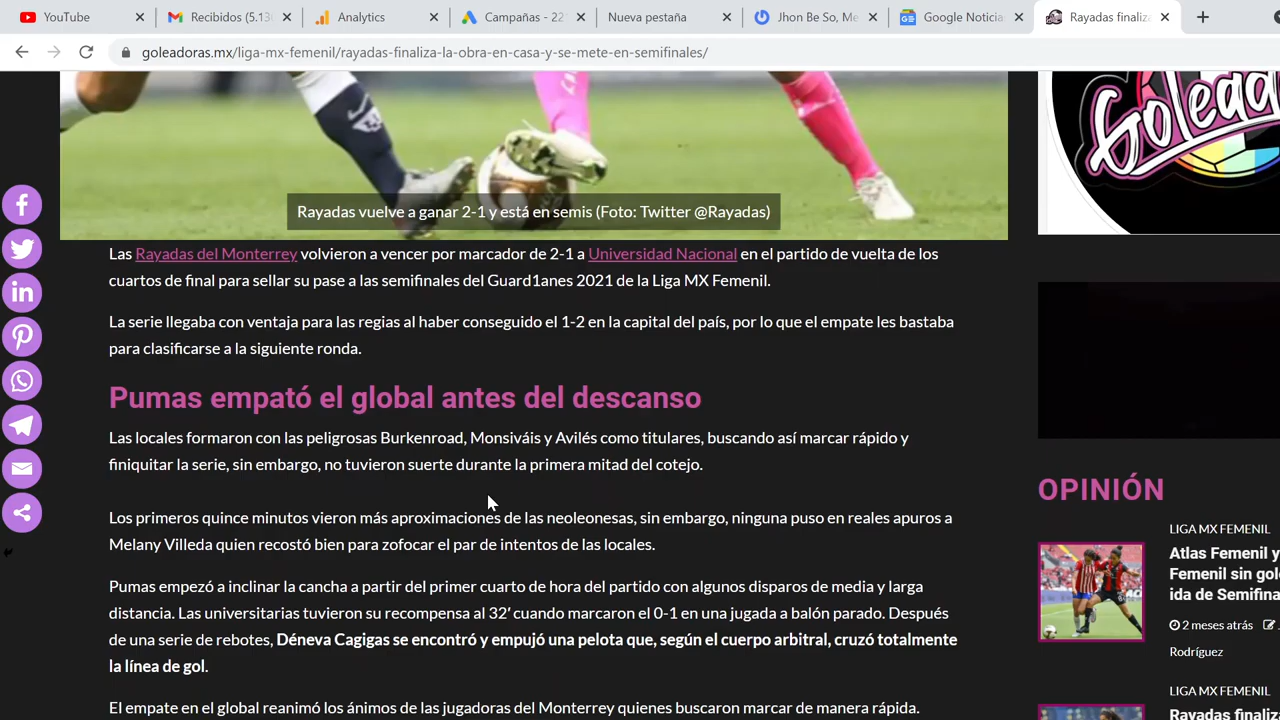 YouTube
Recibidos (5.13
Analytics
Campañas - 22
Nueva pestaña
Jhon Be So, Me
Google Noticia
Rayadas finaliz
goleadoras.mx/liga-mx-femenil/rayadas-finaliza-la-obra-en-casa-y-se-mete-en-semifinales/
Golead
Rayadas vuelve a ganar 2-1 y está en semis (Foto: Twitter @Rayadas)
Las Rayadas del Monterrey volvieron a vencer por marcador de 2-1 a Universidad Nacional en el partido de vuelta de los
cuartos de final para sellar su pase a las semifinales del Guard1anes 2021 de la Liga MX Femenil.
La serie llegaba con ventaja para las regias al haber conseguido el 1-2 en la capital del país, por lo que el empate les bastaba
para clasificarse a la siguiente ronda.
Pumas empató el global antes del descanso
Las locales formaron con las peligrosas Burkenroad, Monsiváis y Avilés como titulares, buscando así marcar rápido y
finiquitar la serie, sin embargo, no tuvieron suerte durante la primera mitad del cotejo.
Los primeros quince minutos vieron más aproximaciones de las neoleonesas, sin embargo, ninguna puso en reales apuros a
Melany Villeda quien recostó bien para zofocar el par de intentos de las locales.
Pumas empezó a inclinar la cancha a partir del primer cuarto de hora del partido con algunos disparos de media y larga
distancia. Las universitarias tuvieron su recompensa al 32′ cuando marcaron el 0-1 en una jugada a balón parado. Después
de una serie de rebotes, Déneva Cagigas se encontró y empujó una pelota que, según el cuerpo arbitral, cruzó totalmente
la línea de gol.
El empate en el global reanimó los ánimos de las jugadoras del Monterrey quienes buscaron marcar de manera rápida.
OPINIÓN
LIGA MX FEMENIL
Atlas Femenil y
Femenil sin gol
ida de Semifina
2 meses atrás
Rodríguez
LIGA MX FEMENIL
Rayadas finaliz